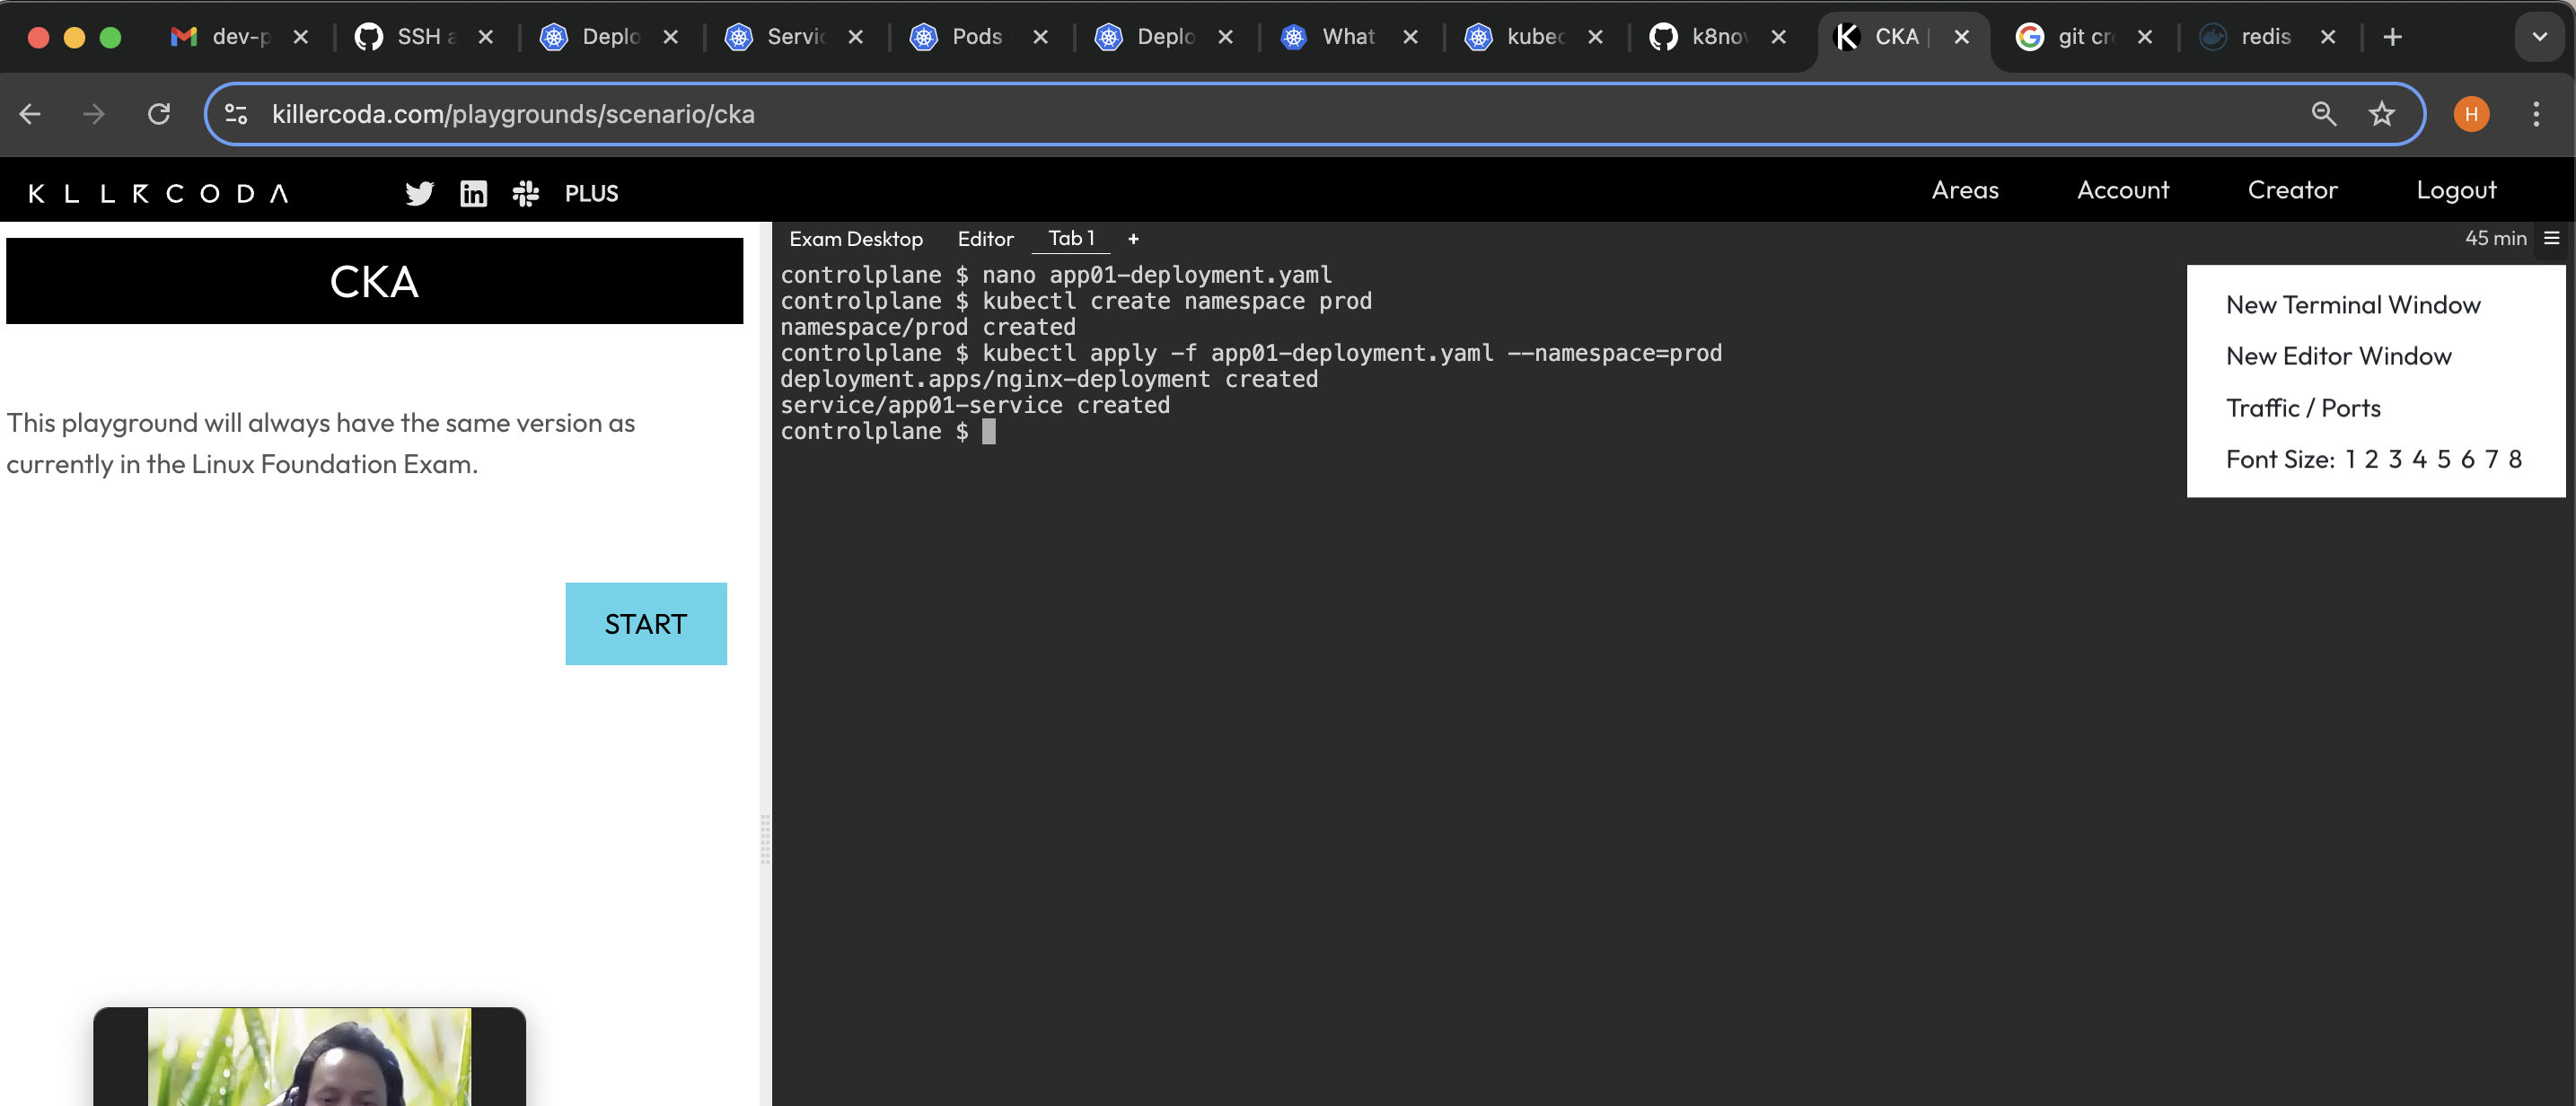 dev-p
SSH a
Deplo
Servic
Pods
Deplo
What
kubec
k8nov
CKA |
git cre
redis
killercoda.com/playgrounds/scenario/cka
H
KLLRCODA
PLUS
Areas
Account
Creator
Logout
CKA
This playground will always have the same version as
currently in the Linux Foundation Exam.
START
Exam Desktop
Editor
Tab 1
+
45 min
controlplane $ nano app01-deployment.yaml
controlplane $ kubectl create namespace prod
namespace/prod created
controlplane $ kubectl apply -f app01-deployment.yaml --namespace=prod
deployment.apps/nginx-deployment created
service/app01-service created
controlplane $
New Terminal Window
New Editor Window
Traffic / Ports
Font Size: 1 2 3 4 5 6 7 8